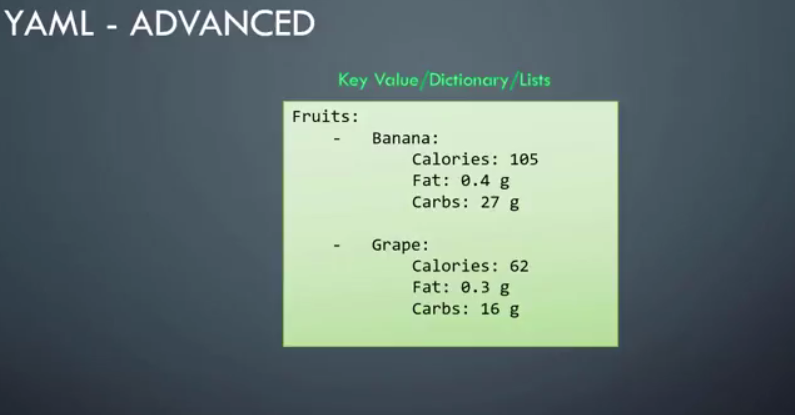 YAML - ADVANCED
Key Value/Dictionary/Lists
Fruits:
- Banana:
Calories: 105
Fat: 0.4 g
Carbs: 27 g
- Grape:
Calories: 62
Fat: 0.3 g
Carbs: 16 g